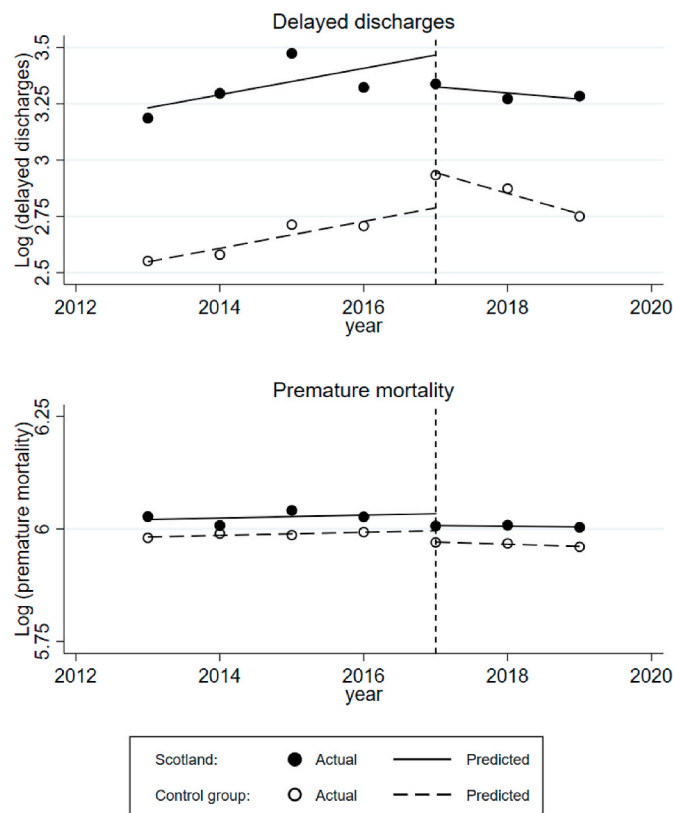 Delayed discharges
Log (delayed discharges)
3.5
3.25
3
2.75
2.5
2012 2014 2016 2018 2020
year
Premature mortality
Log (premature mortality)
6.25
6
5.75
2012 2014 2016 2018 2020
year
Scotland: Actual Predicted
Control group: Actual Predicted